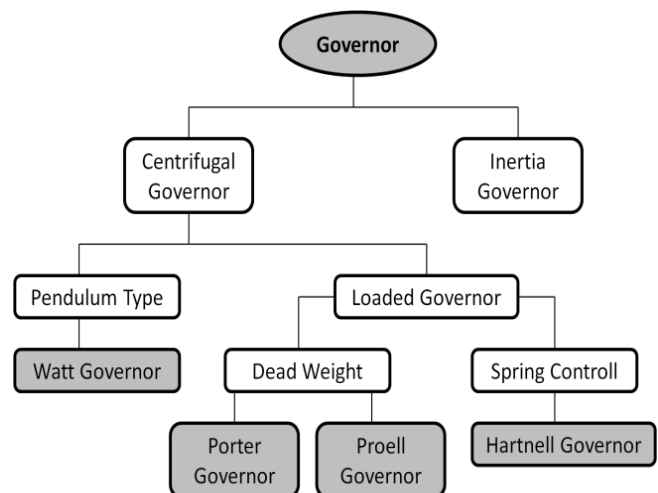 Governor
Centrifugal
Governor
Inertia
Governor
Pendulum Type
Loaded Governor
Watt Governor
Dead Weight
Spring Controll
Porter
Governor
Proell
Governor
Hartnell Governor